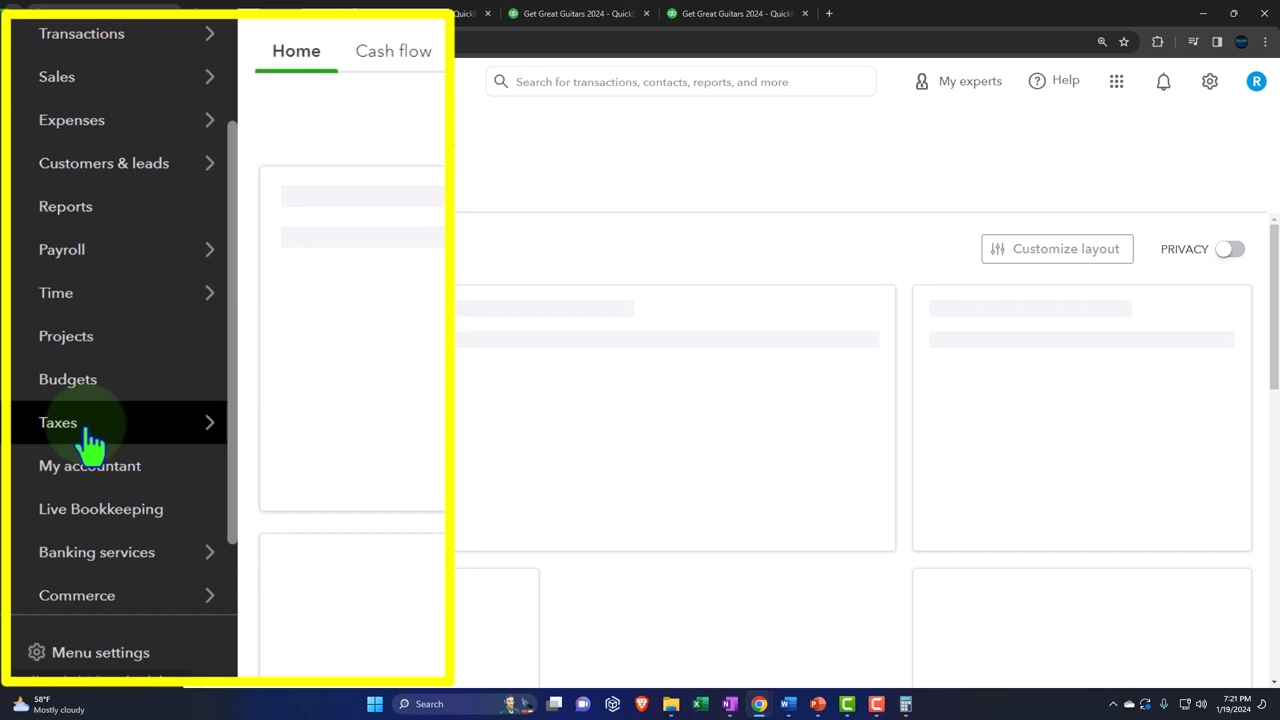 Get Great Guitars 2024 - Quick
Get Great Guitars 2024 - Quick
Transactions
Sales
Expenses
Customers & leads
Reports
Payroll
Time
Projects
Budgets
Taxes
My accountant
Live Bookkeeping
Banking services
Commerce
Menu settings
Home Cash flow
Search for transactions, contacts, reports, and more
My experts
Help
R
Customize layout
PRIVACY
58°F
Mostly cloudy
Search
7:21 PM
1/19/2024